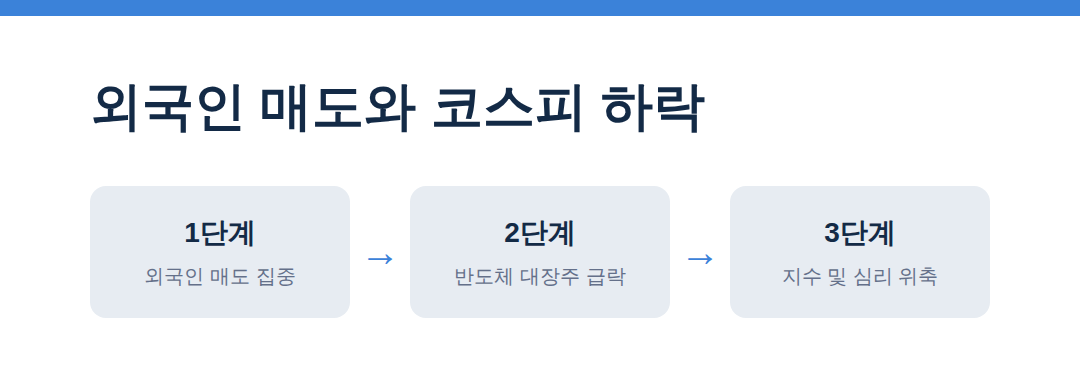 외국인 매도와 코스피 하락
1단계
외국인 매도 집중
→
2단계
반도체 대장주 급락
→
3단계
지수 및 심리 위축